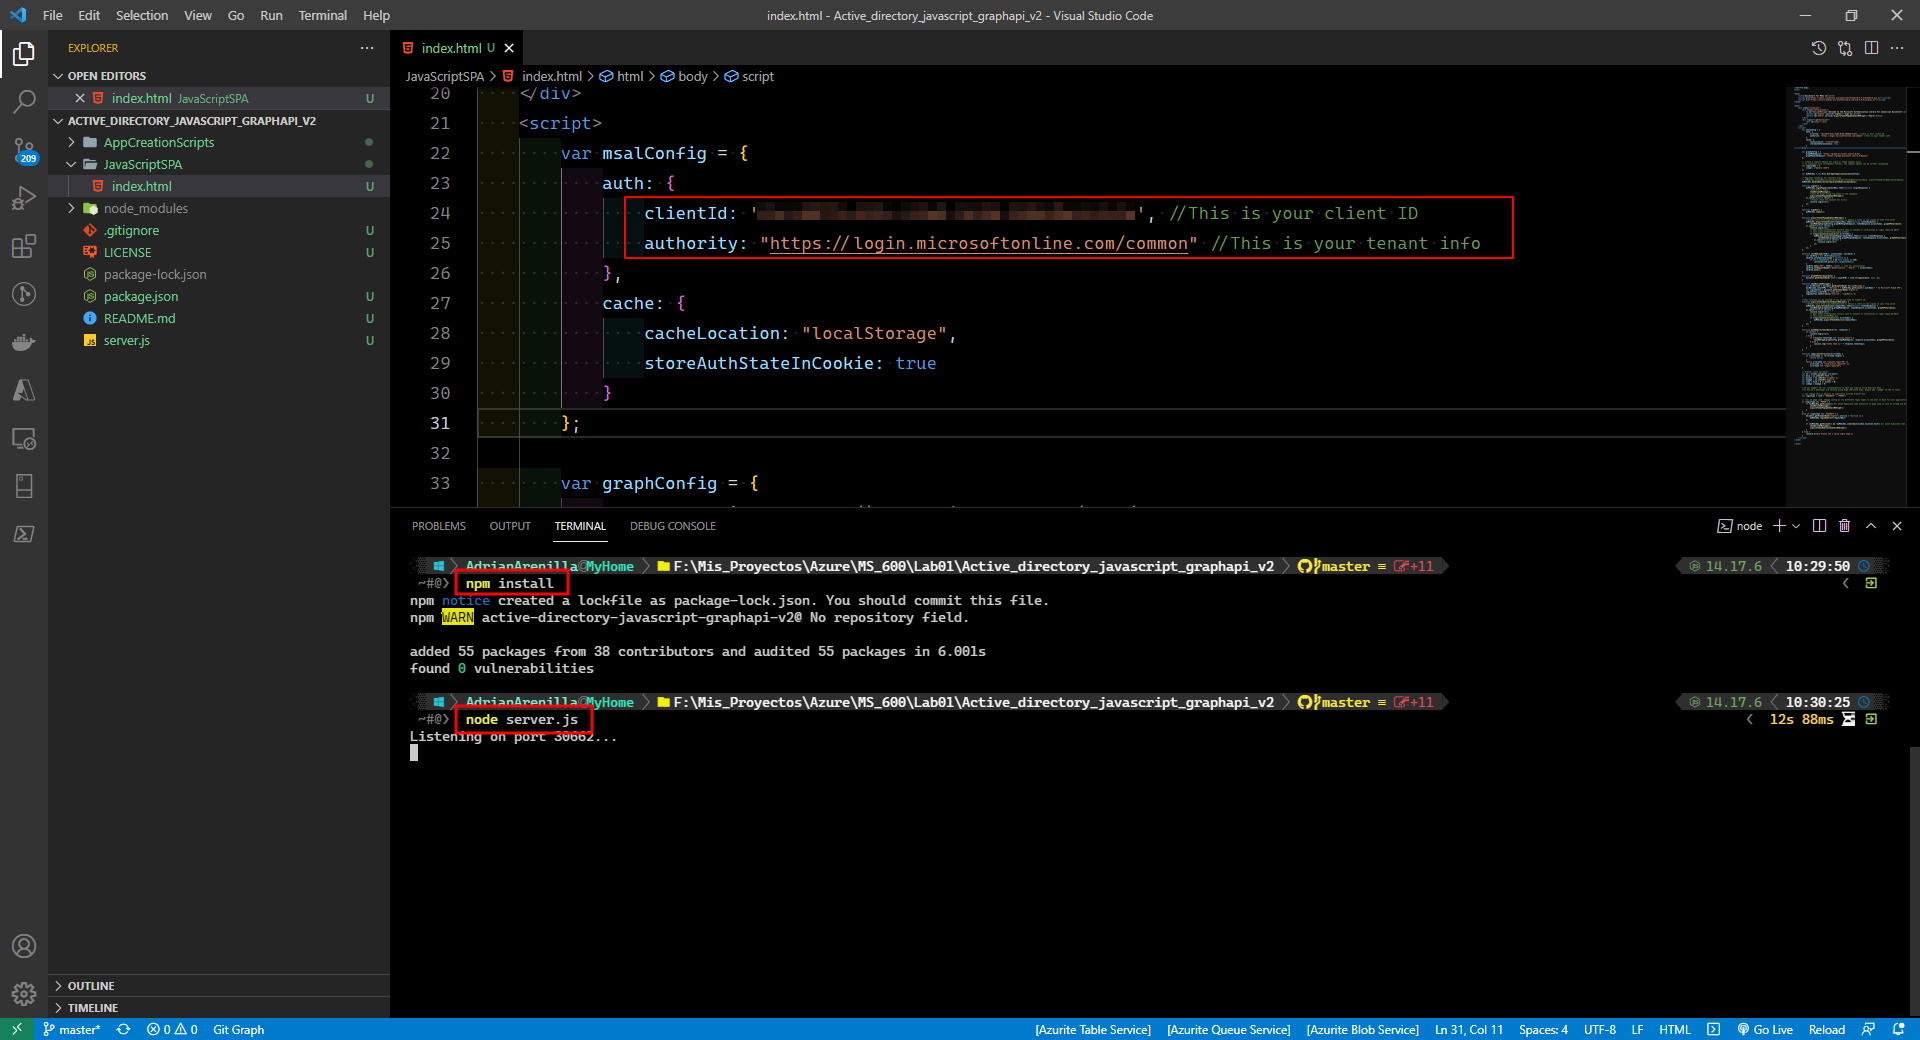 File Edit Selection View Go Run Terminal Help
index.html - Active_directory_javascript_graphapi_v2 - Visual Studio Code
EXPLORER
OPEN EDITORS
index.html JavaScriptSPA U
ACTIVE_DIRECTORY_JAVASCRIPT_GRAPHAPI_V2
AppCreationScripts
JavaScriptSPA
index.html U
node_modules
.gitignore U
LICENSE U
package-lock.json
package.json U
README.md U
server.js U
OUTLINE
TIMELINE
209
index.html U
JavaScriptSPA > index.html > html > body > script
20 </div>
21 <script>
22 var msalConfig = {
23 auth: {
24 clientId: '', //This is your client ID
25 authority: "https://login.microsoftonline.com/common" //This is your tenant info
26 },
27 cache: {
28 cacheLocation: "localStorage",
29 storeAuthStateInCookie: true
30 }
31 };
32
33 var graphConfig = {
PROBLEMS OUTPUT TERMINAL DEBUG CONSOLE
node
AdrianArenilla@MyHome F:\Mis_Proyectos\Azure\MS_600\Lab01\Active_directory_javascript_graphapi_v2 master ≡ +11 14.17.6 10:29:50
~#@> npm install
npm notice created a lockfile as package-lock.json. You should commit this file.
npm WARN active-directory-javascript-graphapi-v2@ No repository field.
added 55 packages from 38 contributors and audited 55 packages in 6.001s
found 0 vulnerabilities
AdrianArenilla@MyHome F:\Mis_Proyectos\Azure\MS_600\Lab01\Active_directory_javascript_graphapi_v2 master ≡ +11 14.17.6 10:30:25
~#@> node server.js 12s 88ms
Listening on port 30662...
master* 0 0 Git Graph
[Azurite Table Service] [Azurite Queue Service] [Azurite Blob Service] Ln 31, Col 11 Spaces: 4 UTF-8 LF HTML Go Live Reload